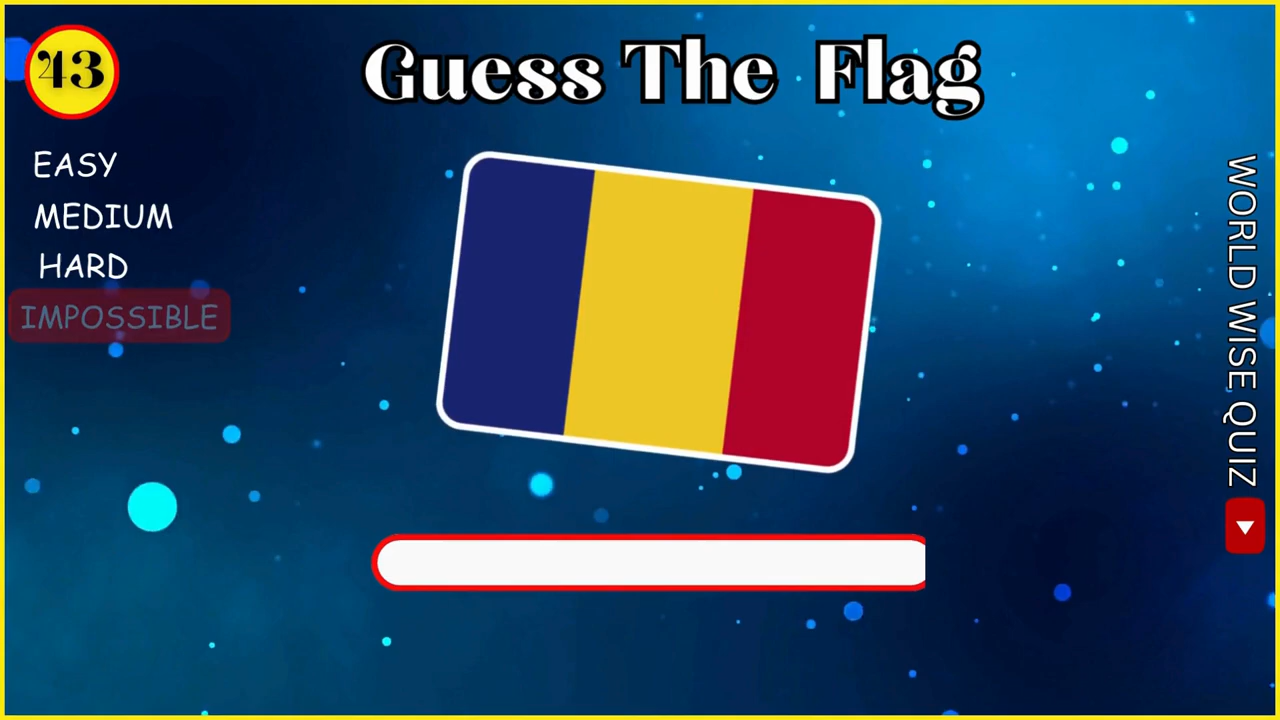 43
Guess The Flag
EASY
MEDIUM
HARD
IMPOSSIBLE
WORLD WISE QUIZ